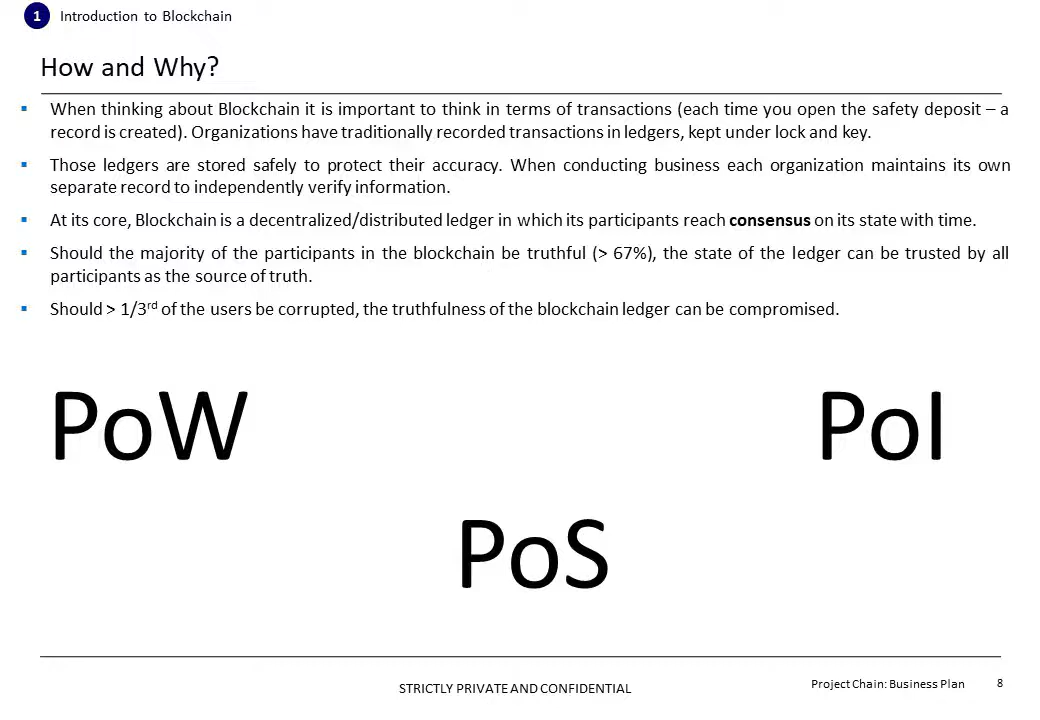 1 Introduction to Blockchain
How and Why?
▪ When thinking about Blockchain it is important to think in terms of transactions (each time you open the safety deposit – a
record is created). Organizations have traditionally recorded transactions in ledgers, kept under lock and key.
▪ Those ledgers are stored safely to protect their accuracy. When conducting business each organization maintains its own
separate record to independently verify information.
▪ At its core, Blockchain is a decentralized/distributed ledger in which its participants reach consensus on its state with time.
▪ Should the majority of the participants in the blockchain be truthful (> 67%), the state of the ledger can be trusted by all
participants as the source of truth.
▪ Should > 1/3rd of the users be corrupted, the truthfulness of the blockchain ledger can be compromised.
PoW
PoI
PoS
STRICTLY PRIVATE AND CONFIDENTIAL
Project Chain: Business Plan 8